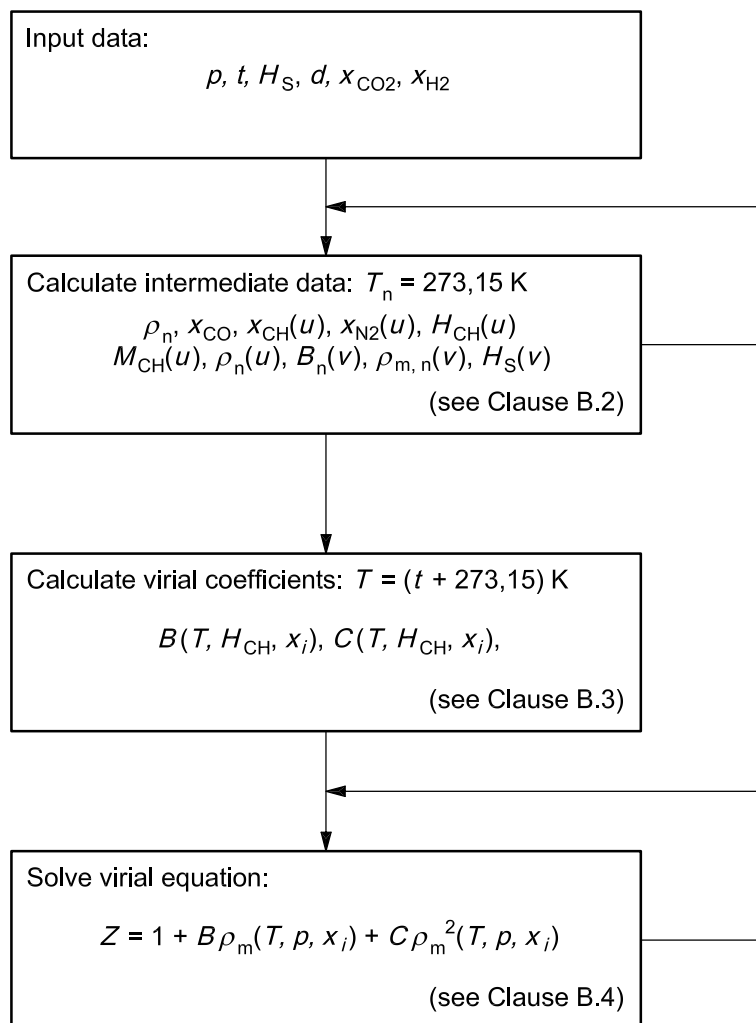 Input data:
p, t, H_S, d, x_CO2, x_H2
Calculate intermediate data: T_n = 273,15 K
ρ_n, x_CO, x_CH(u), x_N2(u), H_CH(u)
M_CH(u), ρ_n(u), B_n(v), ρ_m, n(v), H_S(v)
(see Clause B.2)
Calculate virial coefficients: T = (t + 273,15) K
B(T, H_CH, x_i), C(T, H_CH, x_i),
(see Clause B.3)
Solve virial equation:
Z = 1 + Bρ_m(T, p, x_i) + Cρ_m²(T, p, x_i)
(see Clause B.4)